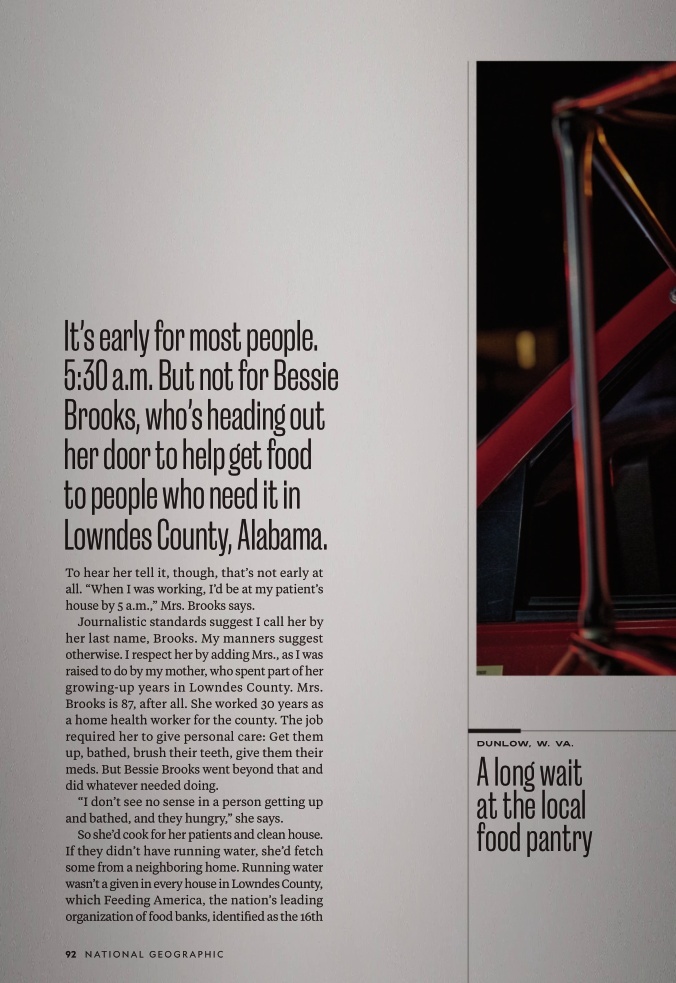 It's early for most people.
5:30 a.m. But not for Bessie
Brooks, who's heading out
her door to help get food
to people who need it in
Lowndes County, Alabama.
To hear her tell it, though, that's not early at
all. “When I was working, I'd be at my patient's
house by 5 a.m.,” Mrs. Brooks says.
Journalistic standards suggest I call her by
her last name, Brooks. My manners suggest
otherwise. I respect her by adding Mrs., as I was
raised to do by my mother, who spent part of her
growing-up years in Lowndes County. Mrs.
Brooks is 87, after all. She worked 30 years as
a home health worker for the county. The job
required her to give personal care: Get them
up, bathed, brush their teeth, give them their
meds. But Bessie Brooks went beyond that and
did whatever needed doing.
“I don't see no sense in a person getting up
and bathed, and they hungry,” she says.
So she'd cook for her patients and clean house.
If they didn't have running water, she'd fetch
some from a neighboring home. Running water
wasn't a given in every house in Lowndes County,
which Feeding America, the nation's leading
organization of food banks, identified as the 16th
92 NATIONAL GEOGRAPHIC
DUNLOW, W. VA.
A long wait
at the local
food pantry